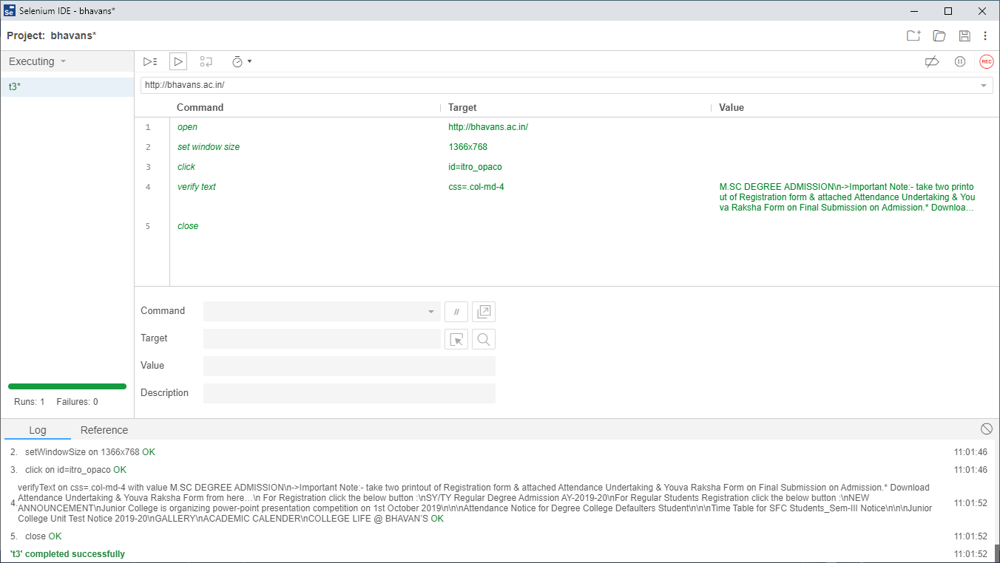 Se Selenium IDE - bhavans*
Project: bhavans*
Executing
t3*
REC
http://bhavans.ac.in/
Command Target Value
1 open http://bhavans.ac.in/
2 set window size 1366x768
3 click id=itro_opaco
4 verify text css=.col-md-4 M.SC DEGREE ADMISSION\n->Important Note:- take two printo
ut of Registration form & attached Attendance Undertaking & You
va Raksha Form on Final Submission on Admission.* Downloa...
5 close
Command //
Target
Value
Description
Runs: 1 Failures: 0
Log Reference
2. setWindowSize on 1366x768 OK 11:01:46
3. click on id=itro_opaco OK 11:01:46
4. verifyText on css=.col-md-4 with value M.SC DEGREE ADMISSION\n->Important Note:- take two printout of Registration form & attached Attendance Undertaking & Youva Raksha Form on Final Submission on Admission.* Download
Attendance Undertaking & Youva Raksha Form from here...\n For Registration click the below button :\nSY/TY Regular Degree Admission AY-2019-20\nFor Regular Students Registration click the below button :\nNEW
ANNOUNCEMENT\nJunior College is organizing power-point presentation competition on 1st October 2019\n\n\nAttendance Notice for Degree College Defaulters Student\n\n\nTime Table for SFC Students_Sem-III Notice\n\n\nJunior 11:01:52
College Unit Test Notice 2019-20\nGALLERY\nACADEMIC CALENDER\nCOLLEGE LIFE @ BHAVAN'S OK
5. close OK 11:01:52
't3' completed successfully 11:01:52